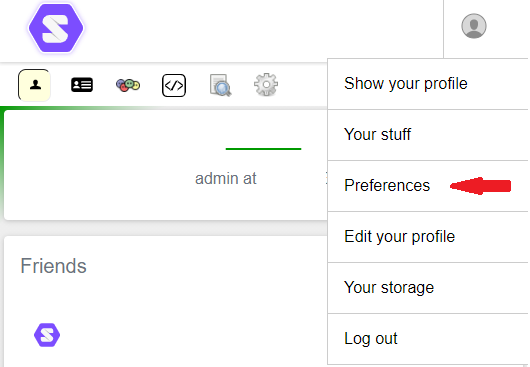 Show your profile
Your stuff
Preferences
admin at
Edit your profile
Friends
Your storage
Log out